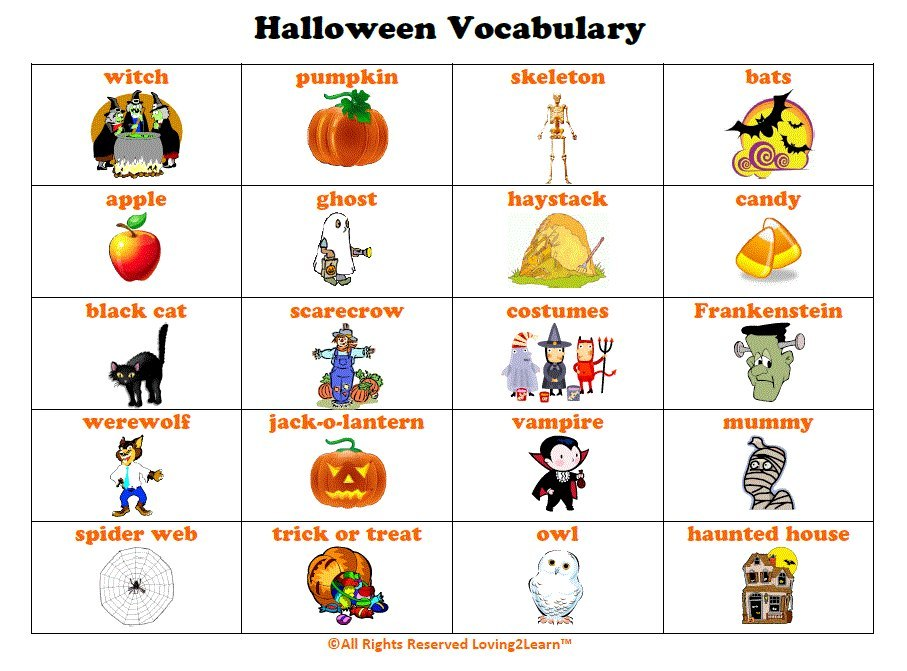 Halloween Vocabulary
witch
pumpkin
skeleton
bats
apple
ghost
haystack
candy
black cat
scarecrow
costumes
Frankenstein
werewolf
jack-o-lantern
vampire
mummy
spider web
trick or treat
owl
haunted house
©All Rights Reserved Loving2Learn™